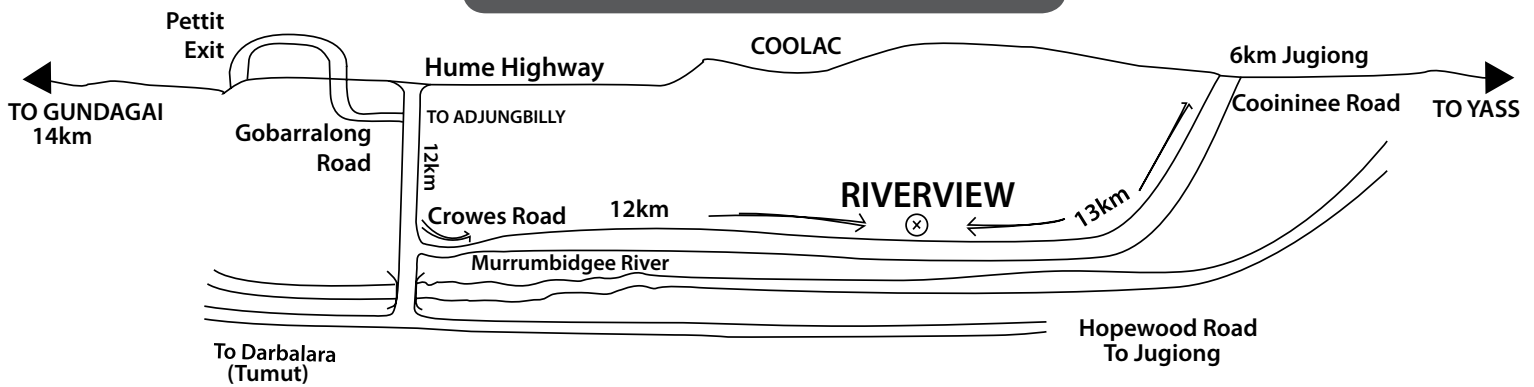 Pettit
Exit
COOLAC
6km Jugiong
Hume Highway
TO GUNDAGAI
14km
Cooininee Road
TO YASS
TO ADJUNGBILLY
Gobarralong
Road
12km
RIVERVIEW
Crowes Road
12km
13km
Murrumbidgee River
Hopewood Road
To Jugiong
To Darbalara
(Tumut)